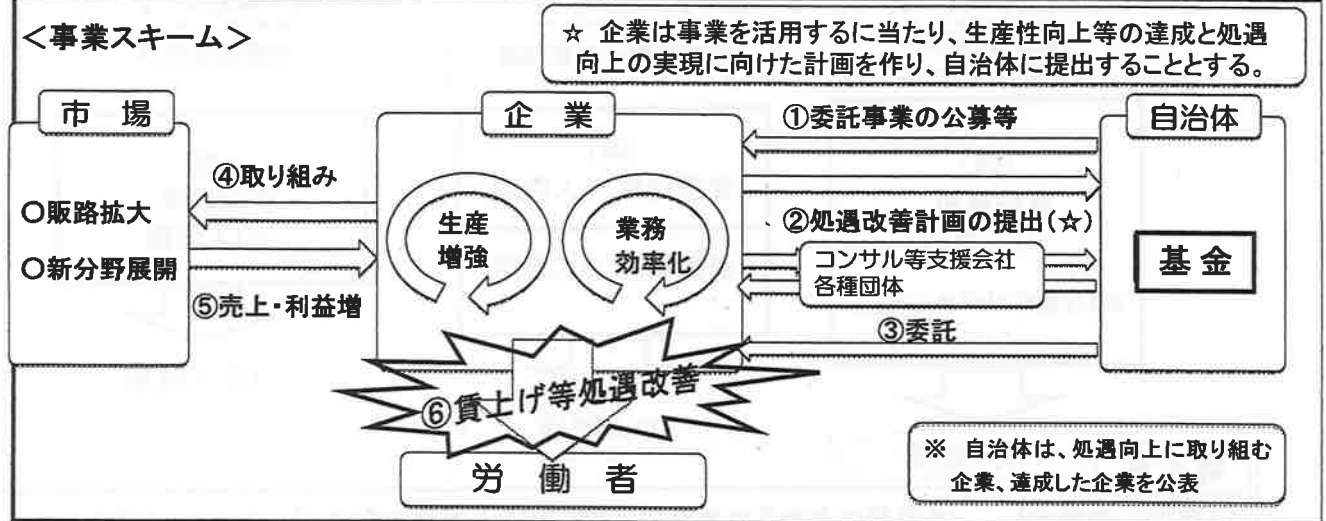 ＜事業スキーム＞
☆ 企業は事業を活用するに当たり、生産性向上等の達成と処遇
向上の実現に向けた計画を作り、自治体に提出することとする。
市 場
企 業
自治体
①委託事業の公募等
④取り組み
〇販路拡大
〇新分野展開
生産
増強
業務
効率化
②処遇改善計画の提出(☆)
コンサル等支援会社
各種団体
基金
⑤売上・利益増
③委託
⑥賃上げ等処遇改善
労 働 者
※ 自治体は、処遇向上に取り組む
企業、達成した企業を公表